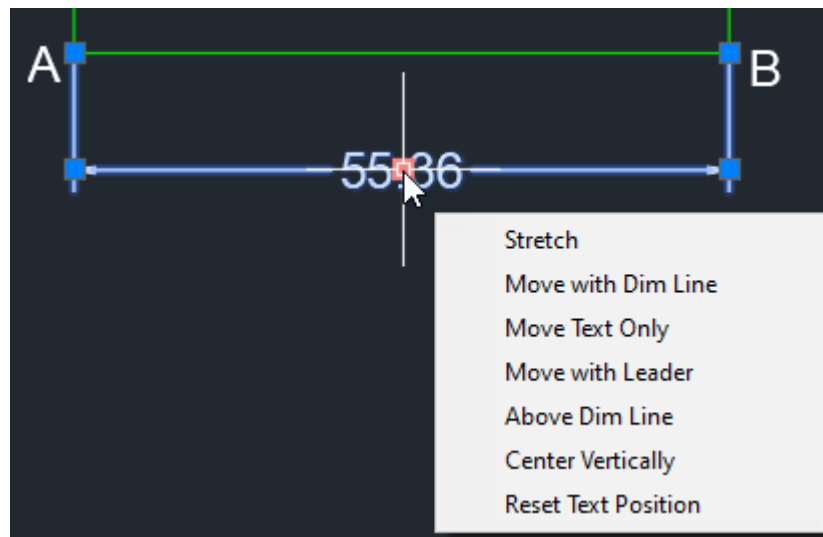 A
B
55.36
Stretch
Move with Dim Line
Move Text Only
Move with Leader
Above Dim Line
Center Vertically
Reset Text Position